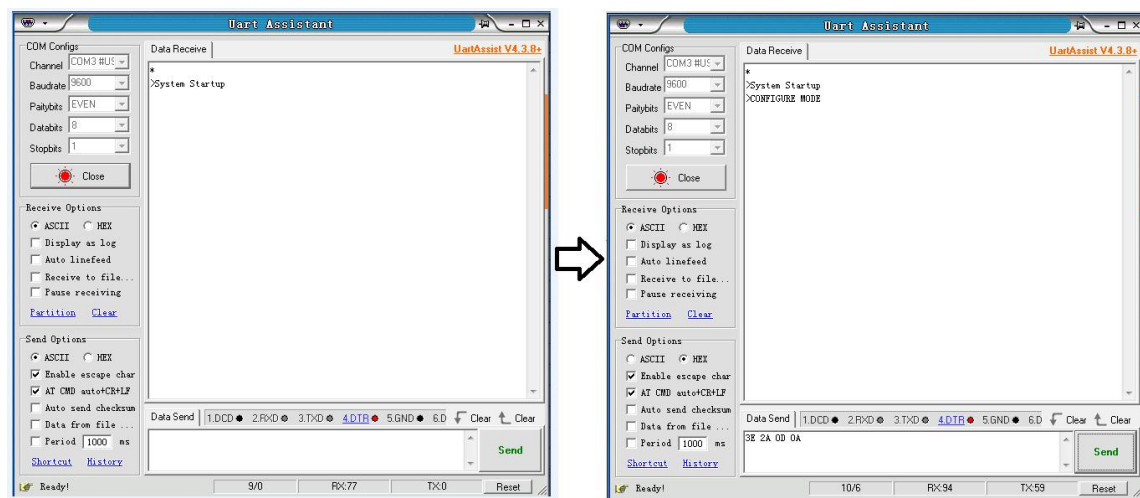 Uart Assistant
COM Configs
Channel COM3 #US
Baudrate 9600
Paitybits EVEN
Databits 8
Stopbits 1
Close
Receive Options
ASCII HEX
Display as log
Auto linefeed
Receive to file...
Pause receiving
Partition Clear
Send Options
ASCII HEX
Enable escape char
AT CMD auto+CR+LF
Auto send checksum
Data from file ...
Period 1000 ms
Shortcut History
Data Receive UartAssist V4.3.8+
*
>System Startup
Data Send 1.DCD 2.RXD 3.TXD 4.DTR 5.GND 6.D Clear Clear
Send
Ready! 9/0 RX:77 TX:0 Reset
Uart Assistant
COM Configs
Channel COM3 #US
Baudrate 9600
Paitybits EVEN
Databits 8
Stopbits 1
Close
Receive Options
ASCII HEX
Display as log
Auto linefeed
Receive to file...
Pause receiving
Partition Clear
Send Options
ASCII HEX
Enable escape char
AT CMD auto+CR+LF
Auto send checksum
Data from file ...
Period 1000 ms
Shortcut History
Data Receive UartAssist V4.3.8+
*
>System Startup
>CONFIGURE MODE
Data Send 1.DCD 2.RXD 3.TXD 4.DTR 5.GND 6.D Clear Clear
3E 2A 0D 0A
Send
Ready! 10/6 RX:94 TX:59 Reset